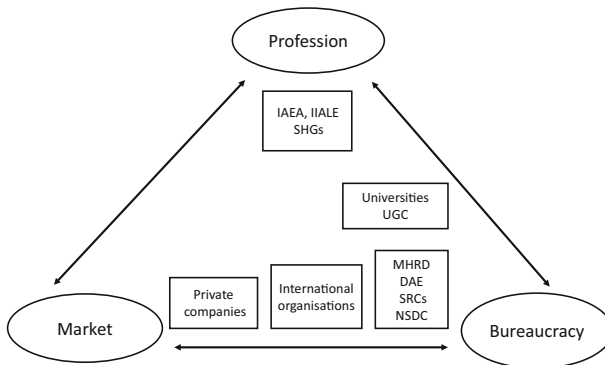 Profession
IAEA, IIALE
SHGs
Universities
UGC
MHRD
DAE
SRCs
NSDC
International
organisations
Private
companies
Market
Bureaucracy